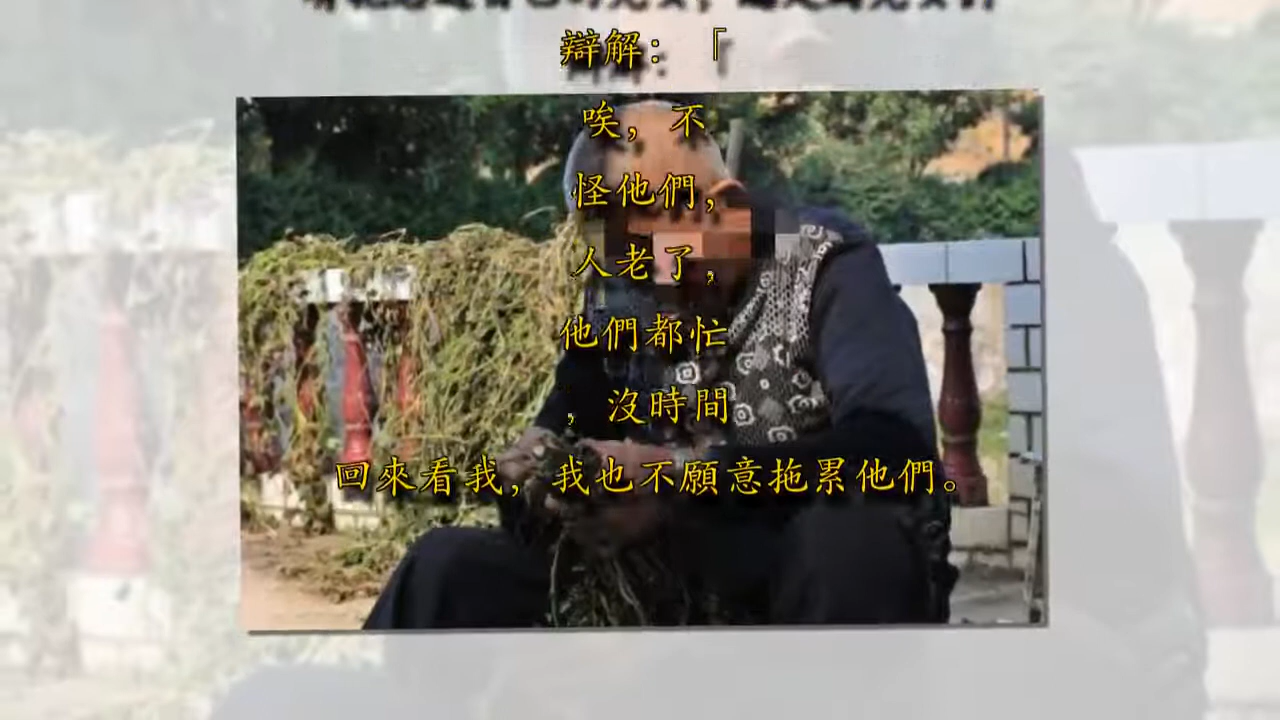 辯解：「
唉，不
怪他們，
人老了，
他們都忙
，沒時間
回來看我，我也不願意拖累他們。